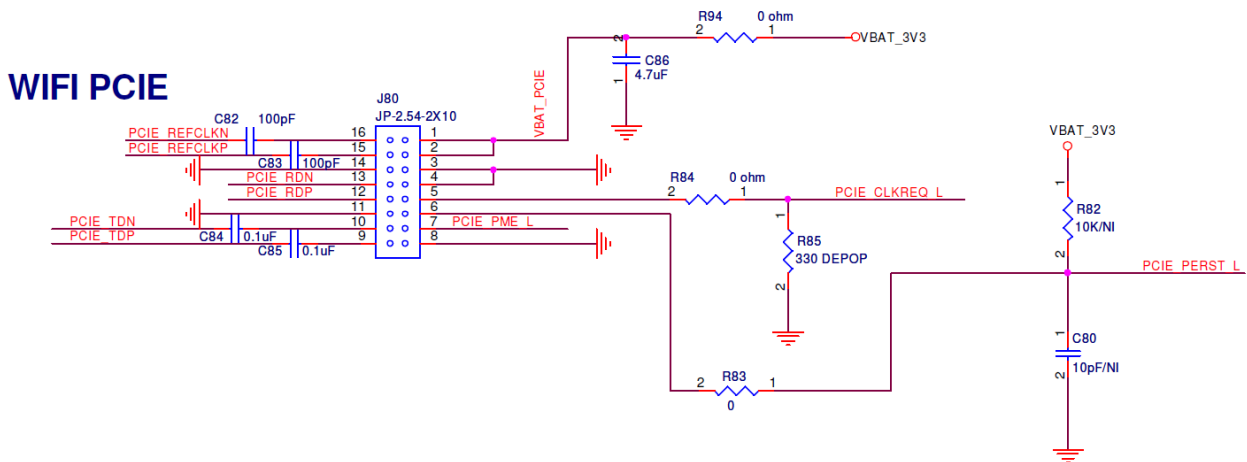 R94 0 ohm
2 1 VBAT_3V3
2
C86
4.7uF
1
WIFI PCIE
VBAT_PCIE
J80
JP-2.54-2X10
C82 100pF
PCIE_REFCLKN 16 1
PCIE_REFCLKP 15 2
C83 100pF 14 3
PCIE_RDN 13 4
PCIE_RDP 12 5
11 6
PCIE_TDN 10 7 PCIE_PME_L
PCIE_TDP 9 8
C84 0.1uF
C85 0.1uF
R84 0 ohm
2 1 PCIE_CLKREQ_L
1
R85
330 DEPOP
2
VBAT_3V3
1
R82
10K/NI
2
PCIE_PERST_L
1
C80
10pF/NI
2
R83
2 1
0